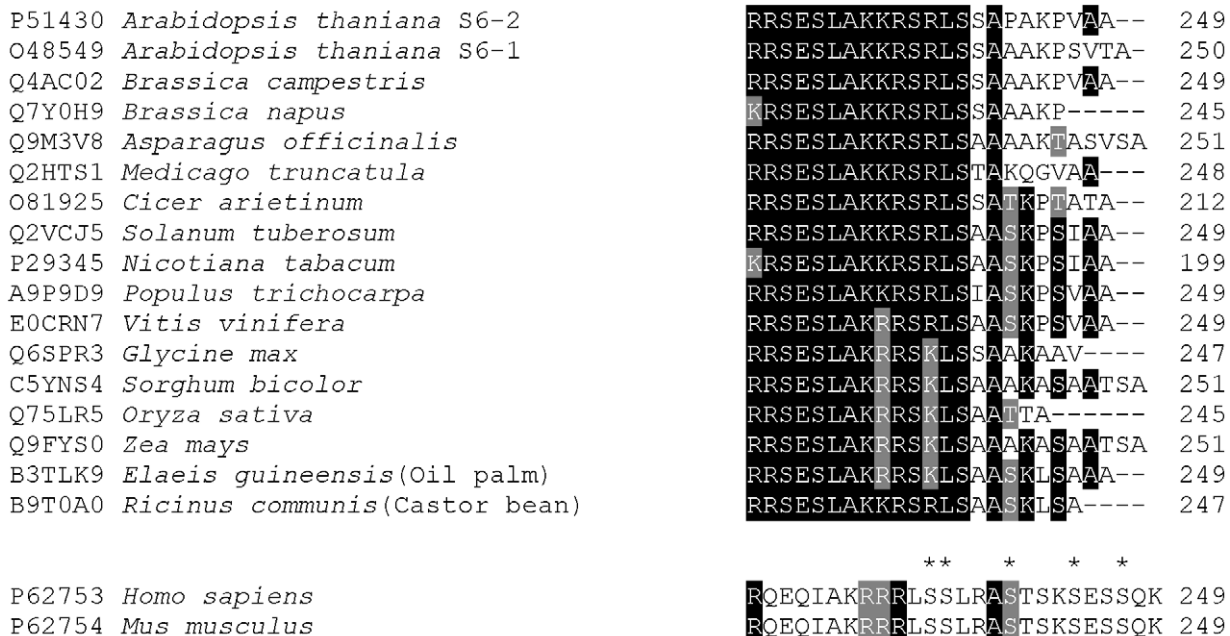 P51430 Arabidopsis thaniana S6-2 RRSESLAKKRSRLSSAPAKPVAA-- 249
O48549 Arabidopsis thaniana S6-1 RRSESLAKKRSRLSSAAAKPSVTA- 250
Q4AC02 Brassica campestris RRSESLAKKRSRLSSAAAKPVAA-- 249
Q7Y0H9 Brassica napus KRSESLAKKRSRLSSAAAKP----- 245
Q9M3V8 Asparagus officinalis RRSESLAKKRSRLSAAAAKTASVSA 251
Q2HTS1 Medicago truncatula RRSESLAKKRSRLSTAKQGVAA--- 248
O81925 Cicer arietinum RRSESLAKKRSRLSSATKPTATA-- 212
Q2VCJ5 Solanum tuberosum RRSESLAKKRSRLSAASKPSIAA-- 249
P29345 Nicotiana tabacum KRSESLAKKRSRLSAASKPSIAA-- 199
A9P9D9 Populus trichocarpa RRSESLAKKRSRLSIASKPSVAA-- 249
E0CRN7 Vitis vinifera RRSESLAKRRSRLSAASKPSVAA-- 249
Q6SPR3 Glycine max RRSESLAKRRSKLSSAAKAAV---- 247
C5YNS4 Sorghum bicolor RRSESLAKRRSKLSAAAKASAATSA 251
Q75LR5 Oryza sativa RRSESLAKRRSKLSAATTA------ 245
Q9FYS0 Zea mays RRSESLAKRRSKLSAAAKASAATSA 251
B3TLK9 Elaeis guineensis(Oil palm) RRSESLAKRRSKLSAASKLSAAA-- 249
B9T0A0 Ricinus communis(Castor bean) RRSESLAKKRSRLSAASKLSA---- 247
** * * *
P62753 Homo sapiens RQEQIAKRRRLSSLRASTSKSESSQK 249
P62754 Mus musculus RQEQIAKRRRLSSLRASTSKSESSQK 249